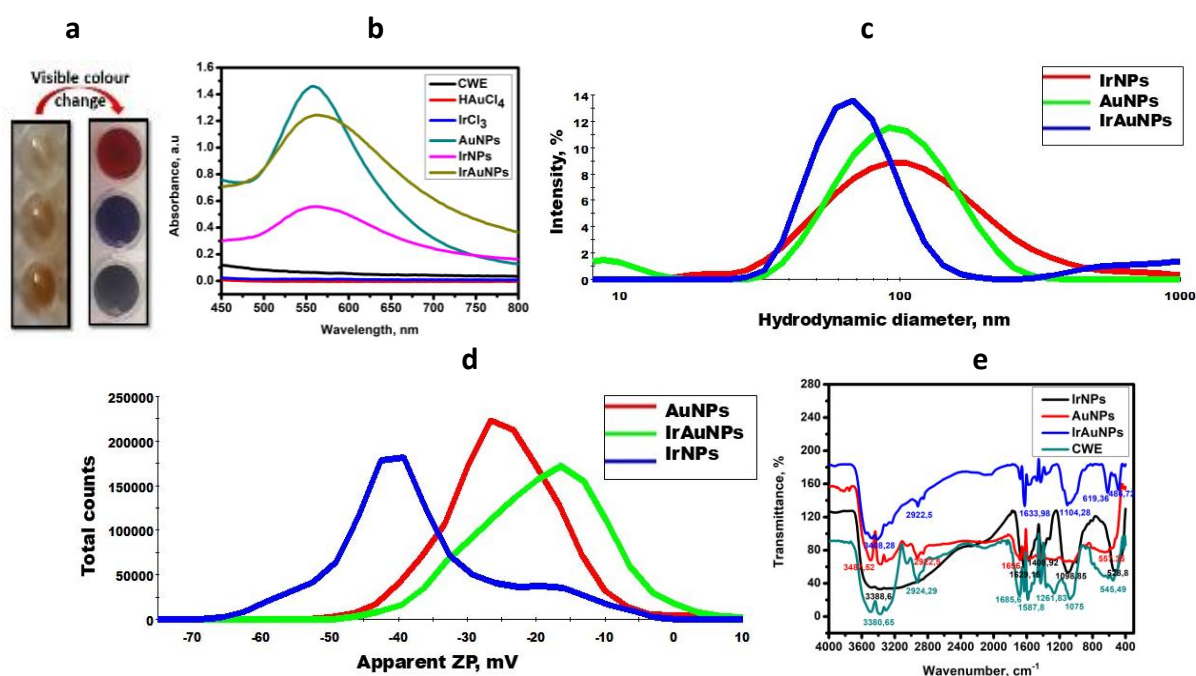 a
Visible colour
change
b
1.6
1.4
1.2
1.0
0.8
0.6
0.4
0.2
0.0
Absorbance, a.u
450 500 550 600 650 700 750 800
Wavelength, nm
CWE
HAuCl4
IrCl3
AuNPs
IrNPs
IrAuNPs
c
14
12
10
8
6
4
2
0
Intensity, %
10 100 1000
Hydrodynamic diameter, nm
IrNPs
AuNPs
IrAuNPs
d
250000
200000
150000
100000
50000
0
Total counts
-70 -60 -50 -40 -30 -20 -10 0 10
Apparent ZP, mV
AuNPs
IrAuNPs
IrNPs
e
280
240
200
160
120
80
40
0
Transmittance, %
4000 3600 3200 2800 2400 2000 1600 1200 800 400
Wavenumber, cm-1
IrNPs
AuNPs
IrAuNPs
CWE
2922,5
1633,98
1104,28
619,36
3388,6
1098,85
528,8
3380,65
2924,29
1685,6
1587,8
1261,83
1075
545,49